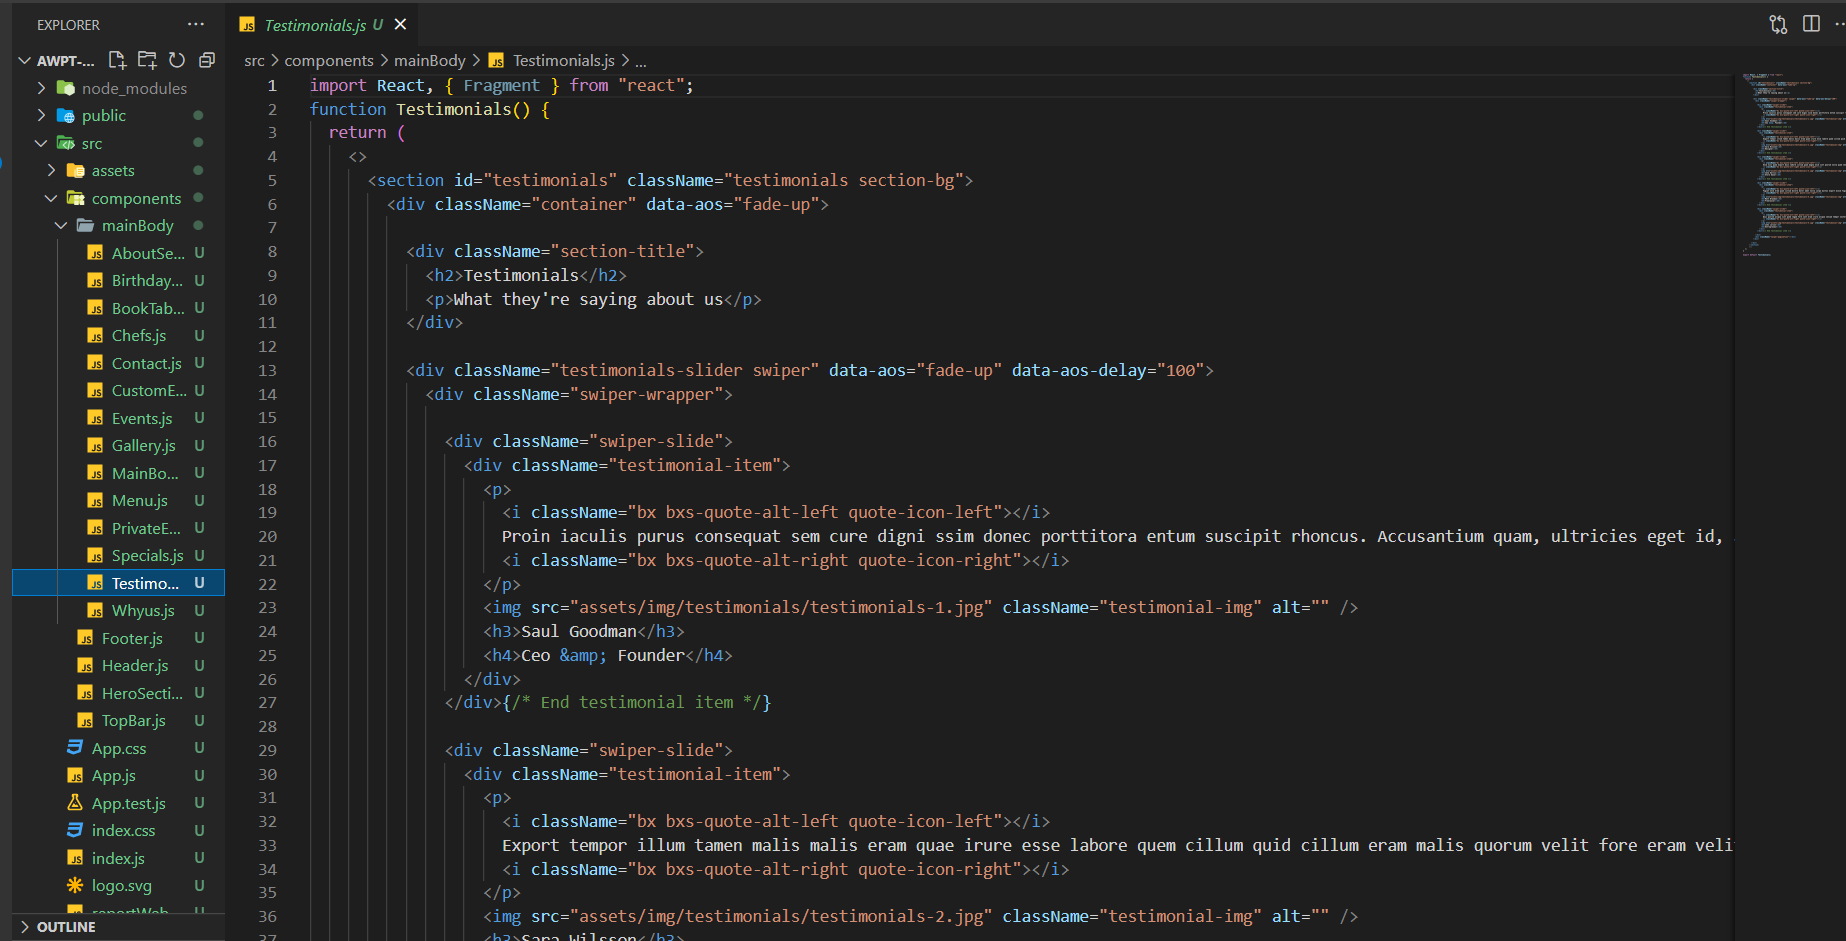 EXPLORER
AWPT-...
node_modules
public
src
assets
components
mainBody
AboutSe... U
Birthday... U
BookTab... U
Chefs.js U
Contact.js U
CustomE... U
Events.js U
Gallery.js U
MainBo... U
Menu.js U
PrivateE... U
Specials.js U
Testimo... U
Whyus.js U
Footer.js U
Header.js U
HeroSecti... U
TopBar.js U
App.css U
App.js U
App.test.js U
index.css U
index.js U
logo.svg U
reportWeb U
OUTLINE
JS Testimonials.js U
src > components > mainBody > JS Testimonials.js > ...
1 import React, { Fragment } from "react";
2 function Testimonials() {
3 return (
4 <>
5 <section id="testimonials" className="testimonials section-bg">
6 <div className="container" data-aos="fade-up">
7
8 <div className="section-title">
9 <h2>Testimonials</h2>
10 <p>What they're saying about us</p>
11 </div>
12
13 <div className="testimonials-slider swiper" data-aos="fade-up" data-aos-delay="100">
14 <div className="swiper-wrapper">
15
16 <div className="swiper-slide">
17 <div className="testimonial-item">
18 <p>
19 <i className="bx bxs-quote-alt-left quote-icon-left"></i>
20 Proin iaculis purus consequat sem cure digni ssim donec porttitora entum suscipit rhoncus. Accusantium quam, ultricies eget id,
21 <i className="bx bxs-quote-alt-right quote-icon-right"></i>
22 </p>
23 <img src="assets/img/testimonials/testimonials-1.jpg" className="testimonial-img" alt="" />
24 <h3>Saul Goodman</h3>
25 <h4>Ceo &amp; Founder</h4>
26 </div>
27 </div>{/* End testimonial item */}
28
29 <div className="swiper-slide">
30 <div className="testimonial-item">
31 <p>
32 <i className="bx bxs-quote-alt-left quote-icon-left"></i>
33 Export tempor illum tamen malis malis eram quae irure esse labore quem cillum quid cillum eram malis quorum velit fore eram veli
34 <i className="bx bxs-quote-alt-right quote-icon-right"></i>
35 </p>
36 <img src="assets/img/testimonials/testimonials-2.jpg" className="testimonial-img" alt="" />
37 <h3>Sara Wilsson</h3>